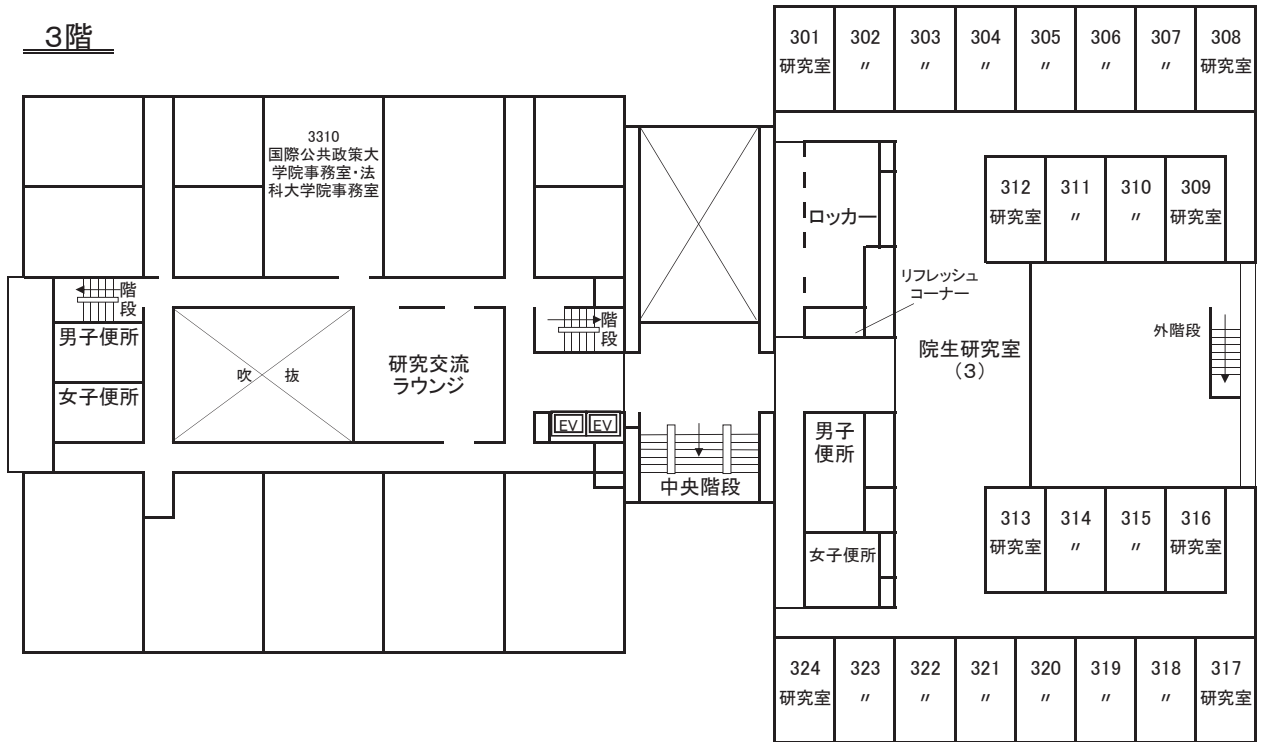 3階
301
302
303
304
305
306
307
308
研究室
〃
〃
〃
〃
〃
〃
研究室
3310
国際公共政策大
学院事務室・法
科大学院事務室
ロッカー
312
311
310
309
研究室
〃
〃
研究室
リフレッシュ
コーナー
階
段
男子便所
女子便所
吹 抜
研究交流
ラウンジ
階
段
EV
EV
中央階段
院生研究室
(3)
外階段
男子
便所
女子便所
313
314
315
316
研究室
〃
〃
研究室
324
323
322
321
320
319
318
317
研究室
〃
〃
〃
〃
〃
〃
研究室